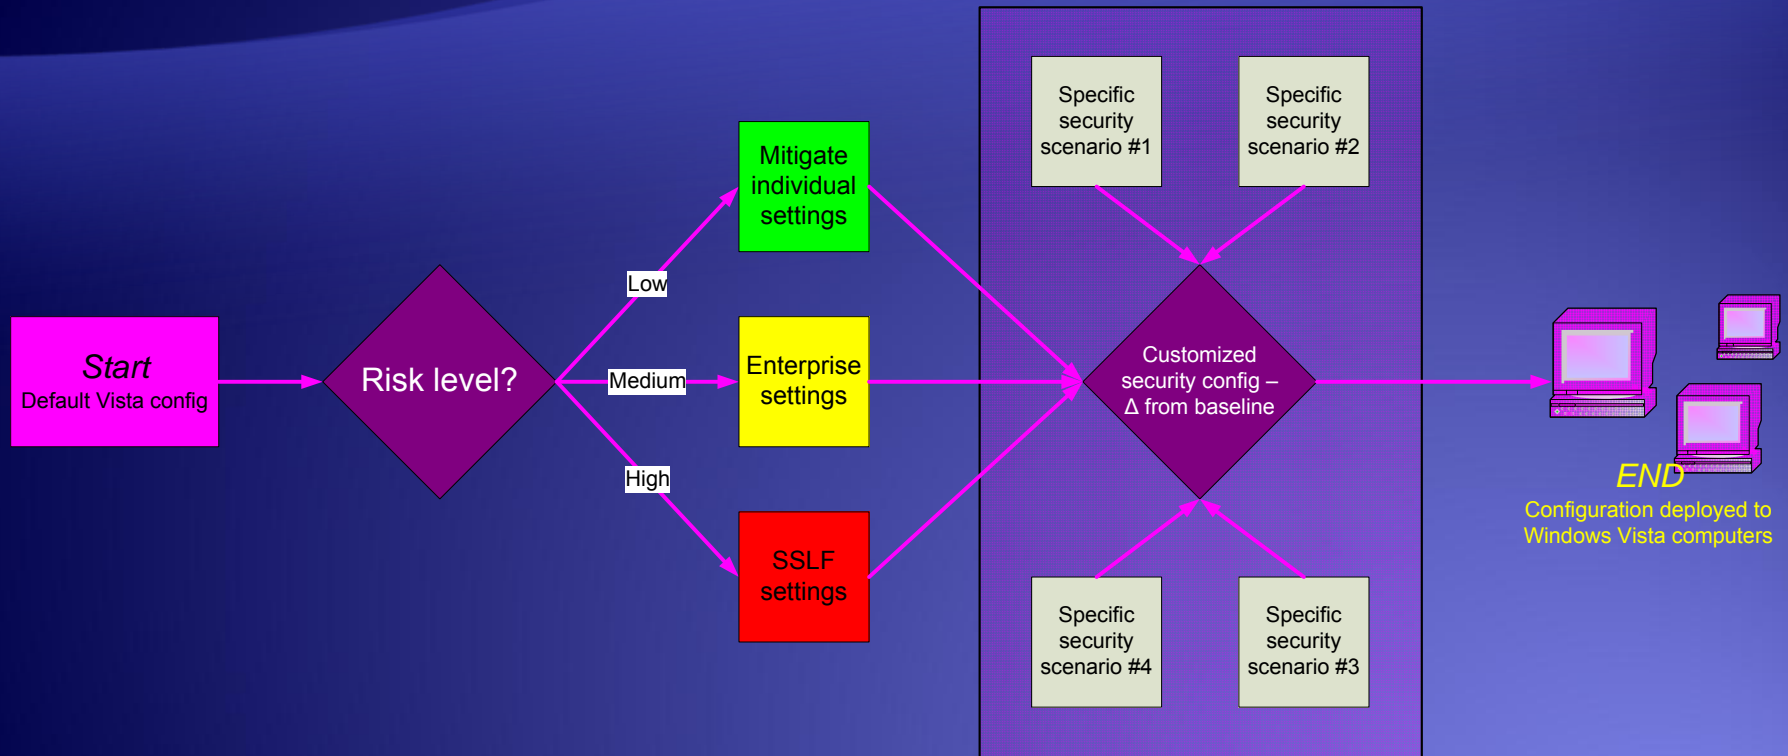 Start
Default Vista config
Risk level?
Low
Medium
High
Mitigate
individual
settings
Enterprise
settings
SSLF
settings
Specific
security
scenario #1
Specific
security
scenario #2
Customized
security config –
Δ from baseline
Specific
security
scenario #4
Specific
security
scenario #3
END
Configuration deployed to
Windows Vista computers